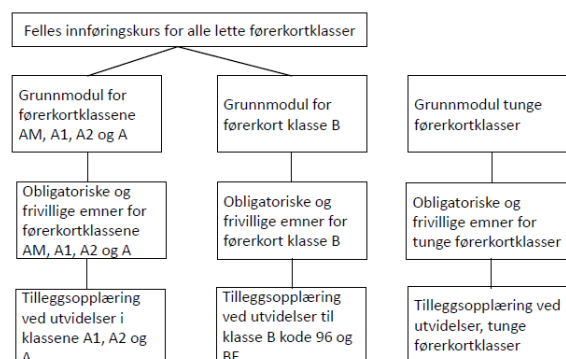 Felles innføringskurs for alle lette førerkortklasser
Grunnmodul for
førerkortklassene
AM, A1, A2 og A
Grunnmodul for
førerkort klasse B
Grunnmodul tunge
førerkortklasser
Obligatoriske og
frivillige emner for
førerkortklassene
AM, A1, A2 og A
Obligatoriske og
frivillige emner for
førerkort klasse B
Obligatoriske og
frivillige emner for
tunge førerkortklasser
Tilleggsopplæring
ved utvidelser i
klassene A1, A2 og
A
Tilleggsopplæring
ved utvidelser til
klasse B kode 96 og
BE
Tilleggsopplæring ved
utvidelser, tunge
førerkortklasser